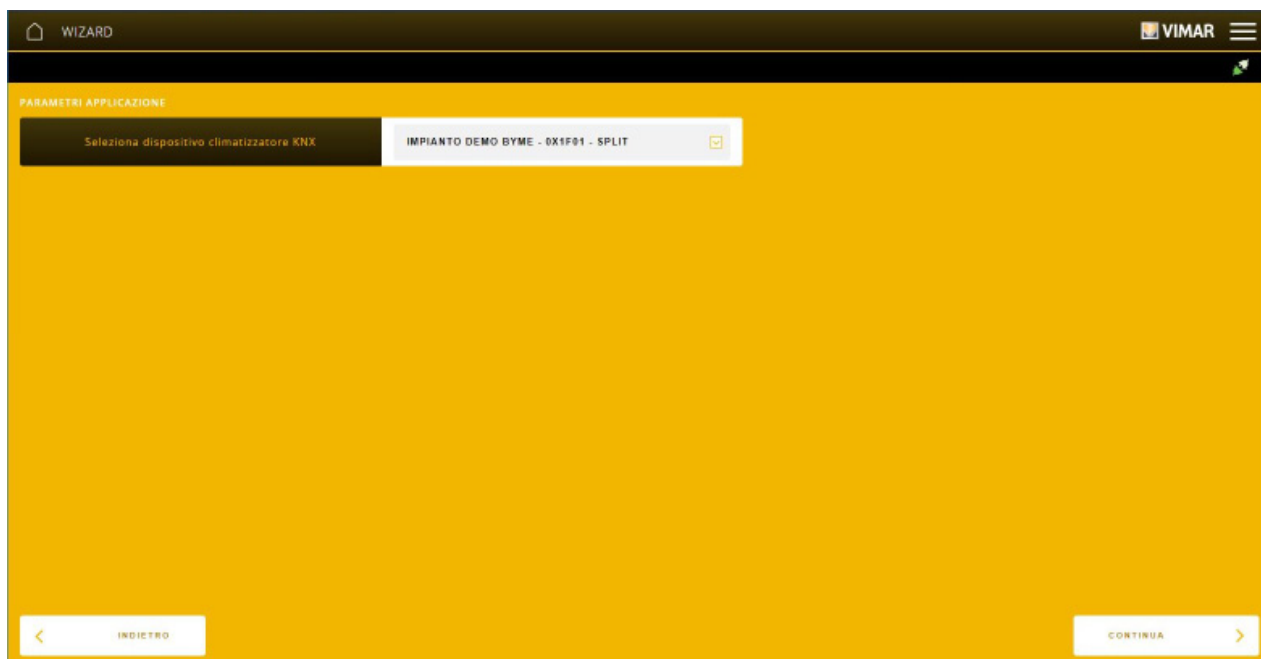 WIZARD
VIMAR
PARAMETRI APPLICAZIONE
Seleziona dispositivo climatizzatore KNX
IMPIANTO DEMO BYME - 0X1F01 - SPLIT
INDIETRO
CONTINUA